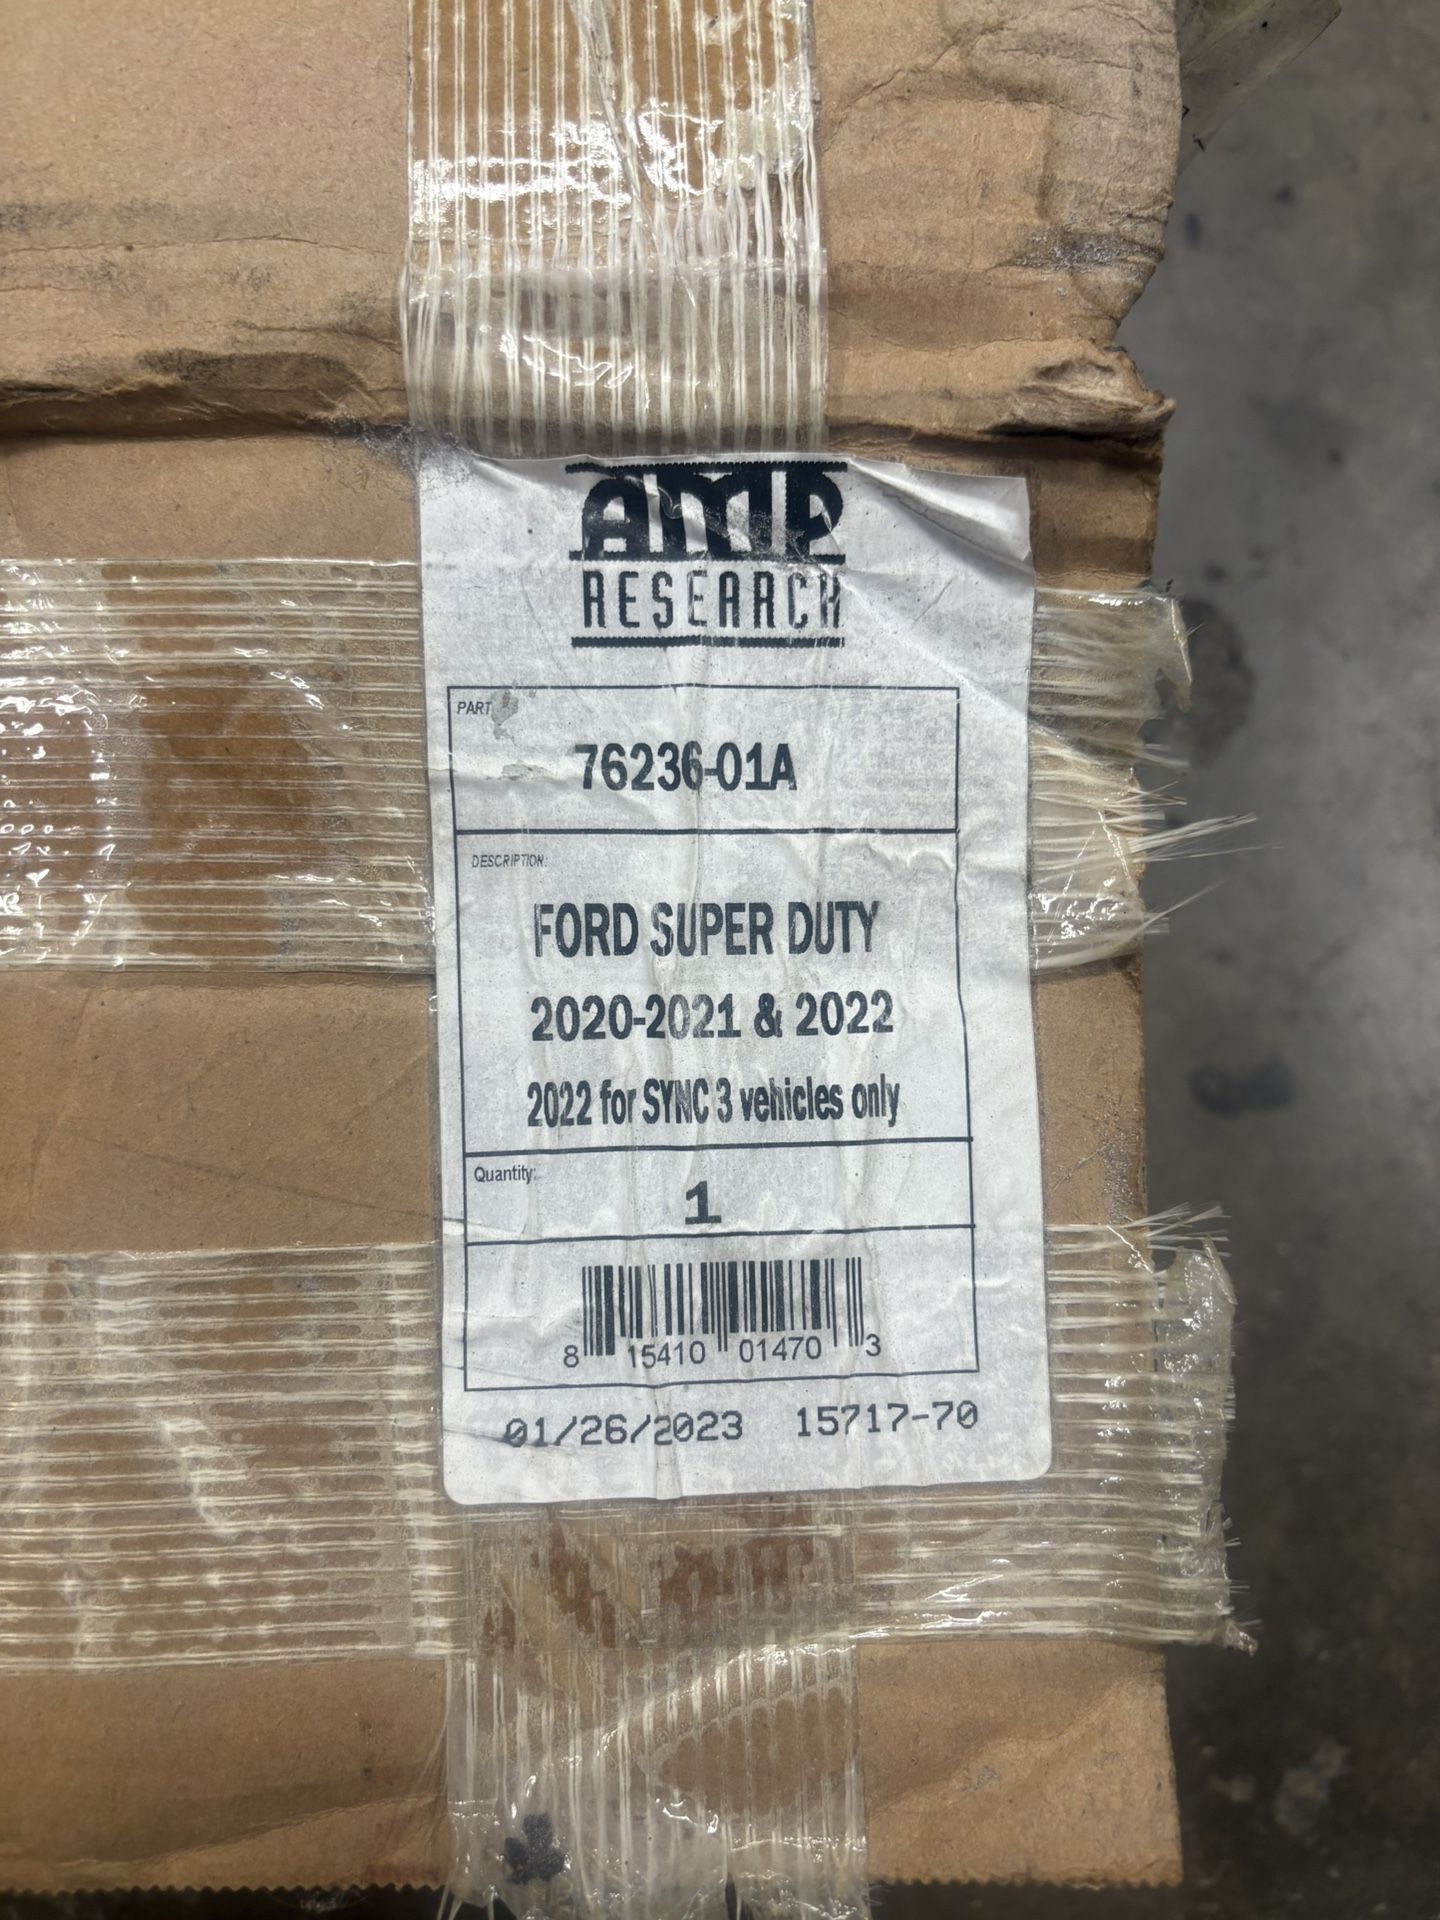 AMP
RESEARCH
PART
76236-01A
DESCRIPTION:
FORD SUPER DUTY
2020-2021 & 2022
2022 for SYNC 3 vehicles only
Quantity:
1
8 15410 01470 3
01/26/2023 15717-70